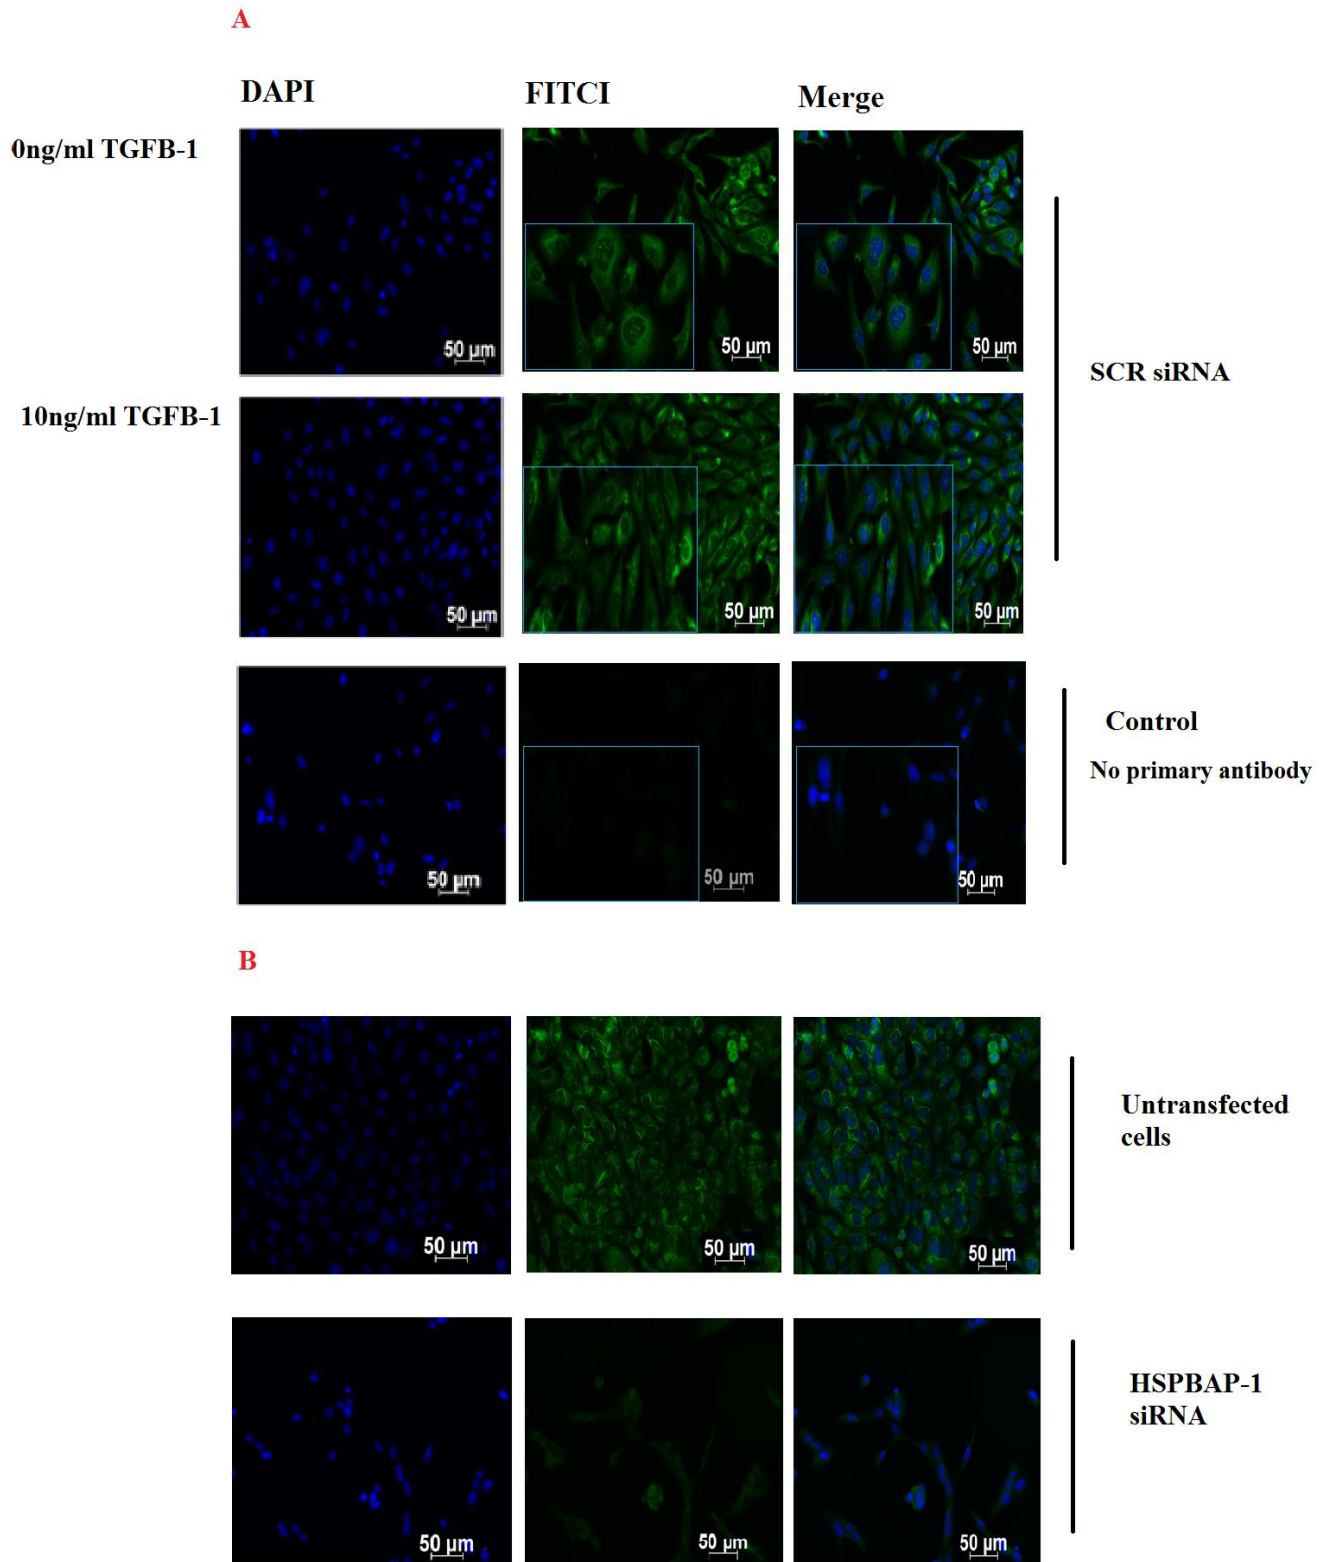 A
DAPI FITCI Merge
0ng/ml TGFB-1
50 µm 50 µm 50 µm
SCR siRNA
10ng/ml TGFB-1
50 µm 50 µm 50 µm
Control
No primary antibody
50 µm 50 µm 50 µm
B
Untransfected
cells
50 µm 50 µm 50 µm
HSPBAP-1
siRNA
50 µm 50 µm 50 µm